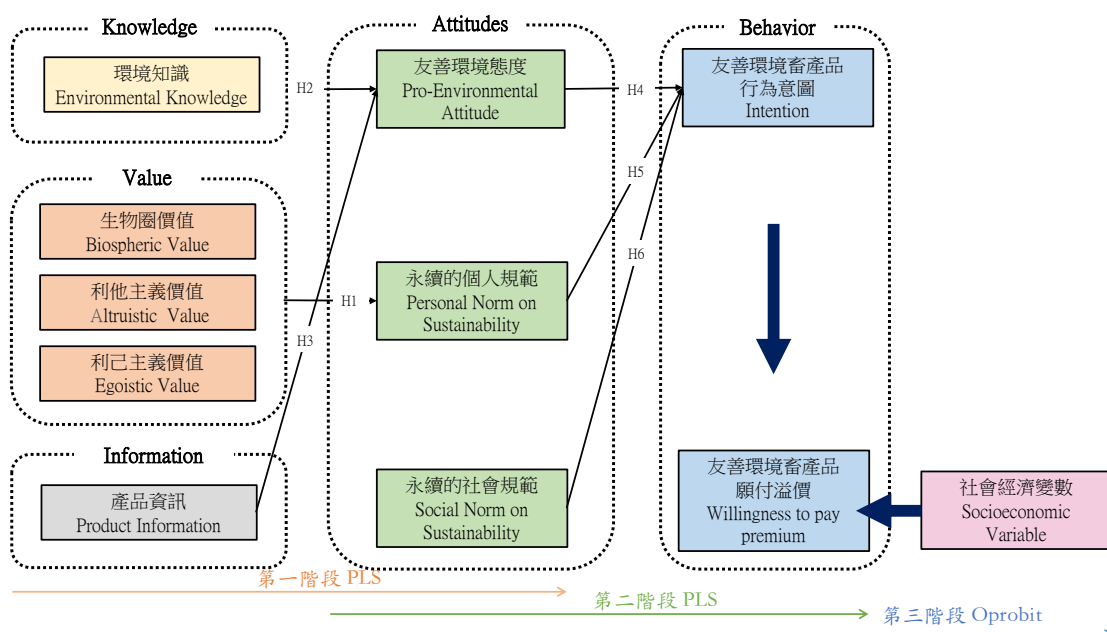 Knowledge
環境知識
Environmental Knowledge
Value
生物圈價值
Biospheric Value
利他主義價值
Altruistic Value
利己主義價值
Egoistic Value
Information
產品資訊
Product Information
H2
H1
H3
Attitudes
友善環境態度
Pro-Environmental
Attitude
永續的個人規範
Personal Norm on
Sustainability
永續的社會規範
Social Norm on
Sustainability
H4
H5
H6
Behavior
友善環境畜產品
行為意圖
Intention
友善環境畜產品
願付溢價
Willingness to pay
premium
社會經濟變數
Socioeconomic
Variable
第一階段 PLS
第二階段 PLS
第三階段 Oprobit